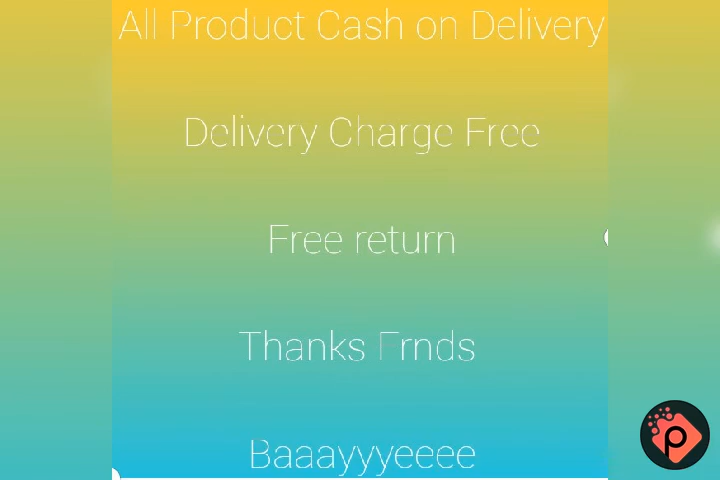 All Product Cash on Delivery
Delivery Charge Free
Free return
Thanks Frnds
Baaayyyeeee